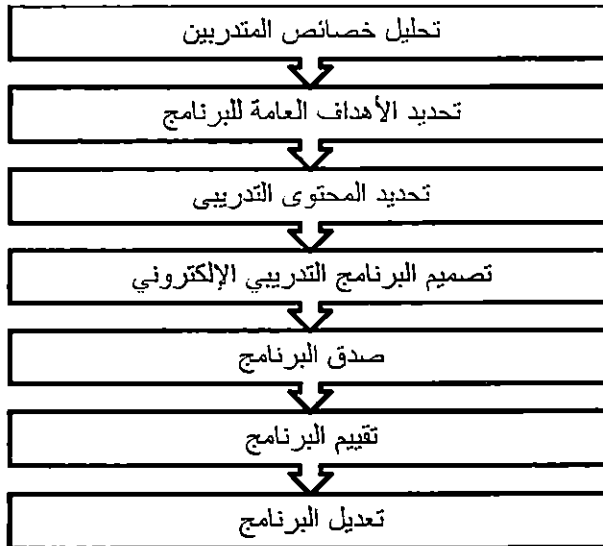 تحليل خصائص المتدربين
تحديد الأهداف العامة للبرنامج
تحديد المحتوى التدريبى
تصميم البرنامج التدريبي الإلكتروني
صدق البرنامج
تقييم البرنامج
تعديل البرنامج